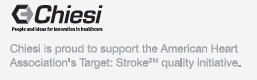 Chiesi
People and ideas for innovation in healthcare
Chiesi is proud to support the American Heart
Association's Target: Stroke℠ quality initiative.